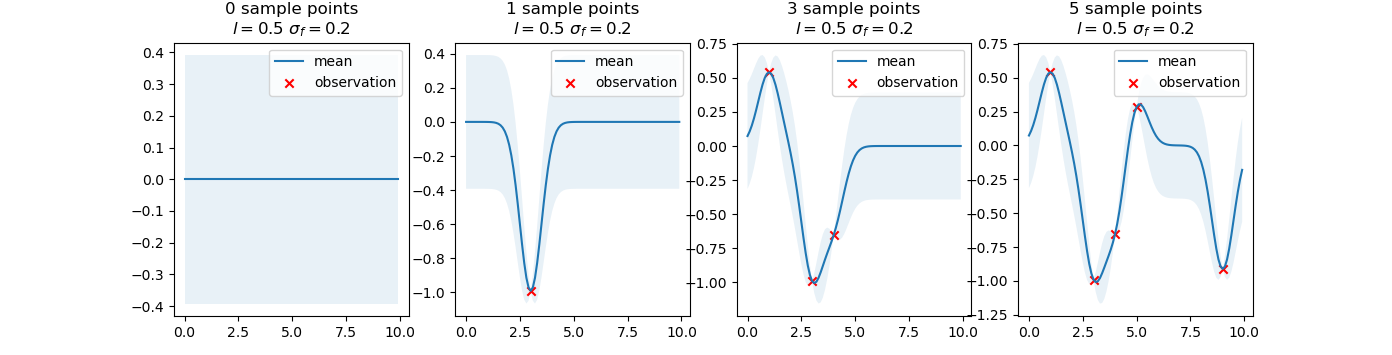 0 sample points
l = 0.5 σ_f = 0.2
0.4
0.3
0.2
0.1
0.0
−0.1
−0.2
−0.3
−0.4
0.0 2.5 5.0 7.5 10.0
mean
observation
1 sample points
l = 0.5 σ_f = 0.2
0.4
0.2
0.0
−0.2
−0.4
−0.6
−0.8
−1.0
0.0 2.5 5.0 7.5 10.0
mean
observation
3 sample points
l = 0.5 σ_f = 0.2
0.75
0.50
0.25
0.00
−0.25
−0.50
−0.75
−1.00
0.0 2.5 5.0 7.5 10.0
mean
observation
5 sample points
l = 0.5 σ_f = 0.2
0.75
0.50
0.25
0.00
−0.25
−0.50
−0.75
−1.00
−1.25
0.0 2.5 5.0 7.5 10.0
mean
observation